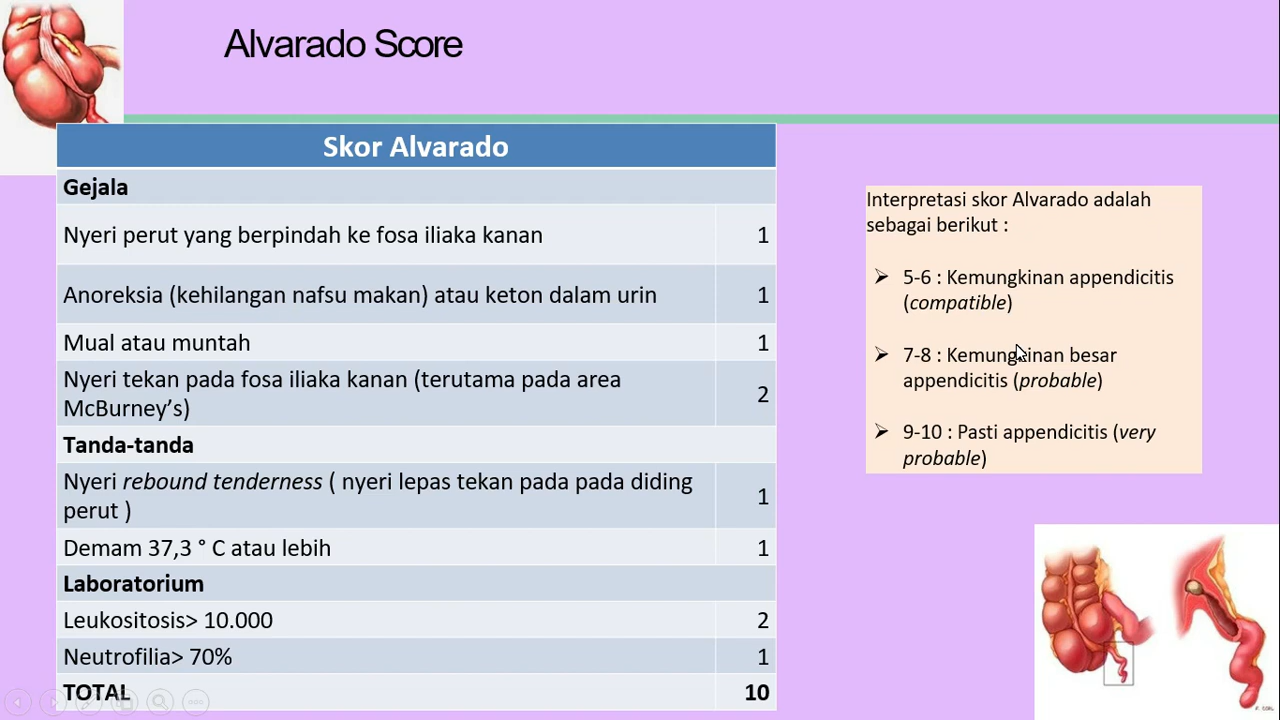 Alvarado Score
Skor Alvarado
Gejala
Nyeri perut yang berpindah ke fosa iliaka kanan 1
Anoreksia (kehilangan nafsu makan) atau keton dalam urin 1
Mual atau muntah 1
Nyeri tekan pada fosa iliaka kanan (terutama pada area
McBurney’s) 2
Tanda-tanda
Nyeri rebound tenderness ( nyeri lepas tekan pada pada diding
perut ) 1
Demam 37,3 ° C atau lebih 1
Laboratorium
Leukositosis> 10.000 2
Neutrofilia> 70% 1
TOTAL 10
Interpretasi skor Alvarado adalah
sebagai berikut :
➢ 5-6 : Kemungkinan appendicitis
(compatible)
➢ 7-8 : Kemungkinan besar
appendicitis (probable)
➢ 9-10 : Pasti appendicitis (very
probable)